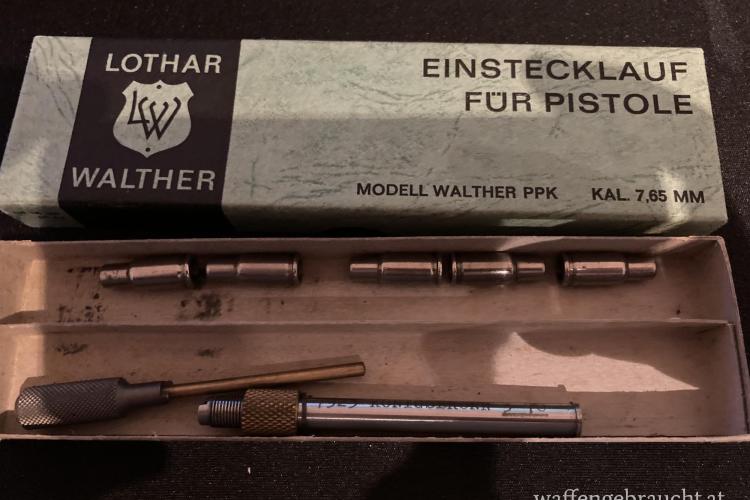 LOTHAR
LW
WALTHER
EINSTECKLAUF
FÜR PISTOLE
MODELL WALTHER PPK KAL. 7,65 MM
waffengebraucht.at